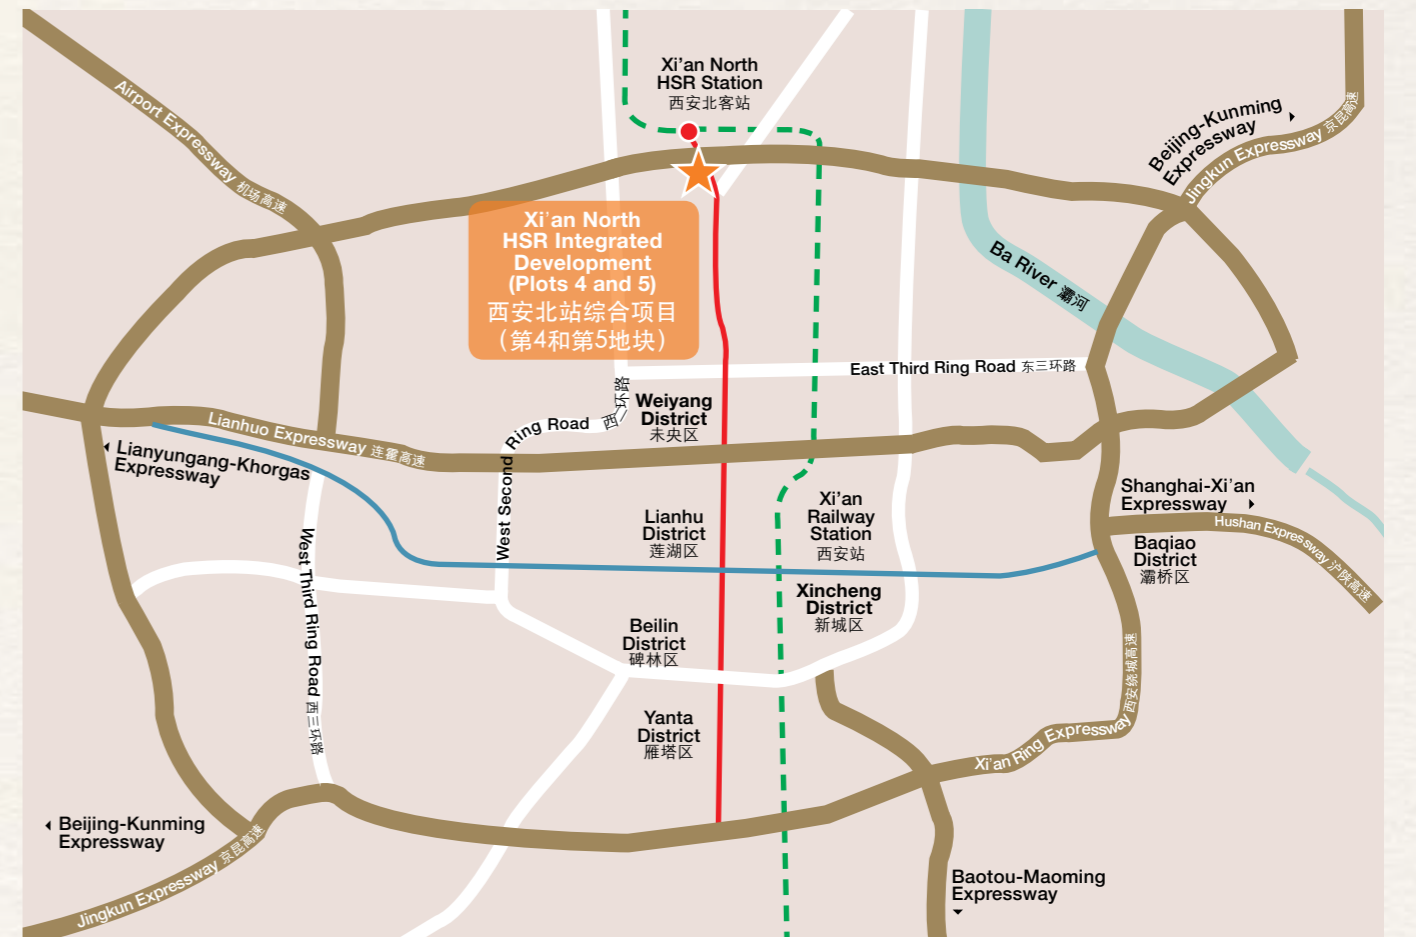 Xi'an North
HSR Station
西安北客站
Airport Expressway 机场高速
Beijing-Kunming
Expressway
Jingkun Expressway 京昆高速
Xi'an North
HSR Integrated
Development
(Plots 4 and 5)
西安北站综合项目
（第4和第5地块）
Ba River 灞河
East Third Ring Road 东三环路
Weiyang
District
未央区
West Second Ring Road 西二环路
Lianhuo Expressway 连霍高速
Lianyungang-Khorgas
Expressway
Shanghai-Xi'an
Expressway
Hushan Expressway 沪陕高速
Xi'an
Railway
Station
西安站
Lianhu
District
莲湖区
Baqiao
District
灞桥区
West Third Ring Road 西三环路
Xincheng
District
新城区
Beilin
District
碑林区
Yanta
District
雁塔区
Xi'an Ring Expressway 西安绕城高速
Beijing-Kunming
Expressway
Jingkun Expressway 京昆高速
Baotou-Maoming
Expressway